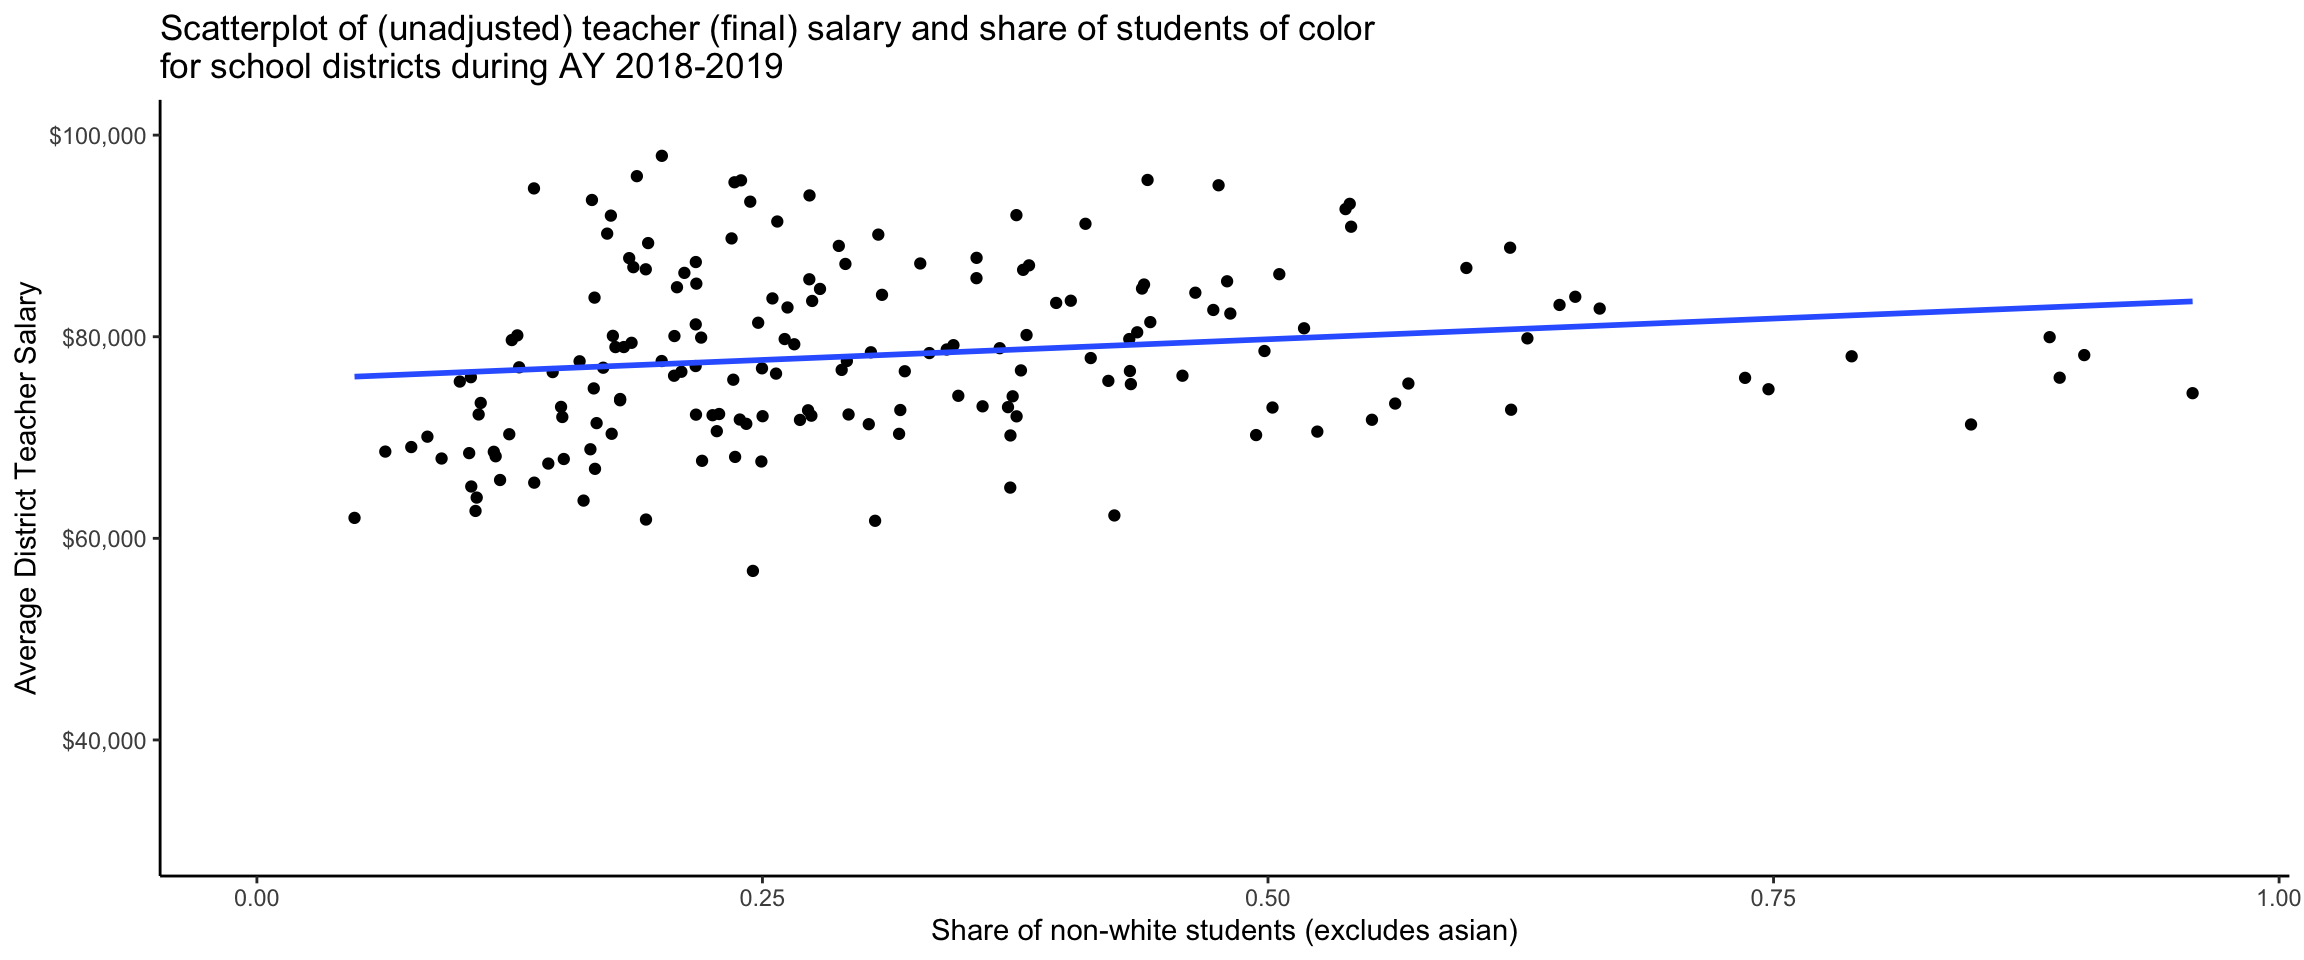 Scatterplot of (unadjusted) teacher (final) salary and share of students of color
for school districts during AY 2018-2019
Average District Teacher Salary
$100,000
$80,000
$60,000
$40,000
0.00
0.25
0.50
0.75
1.00
Share of non-white students (excludes asian)